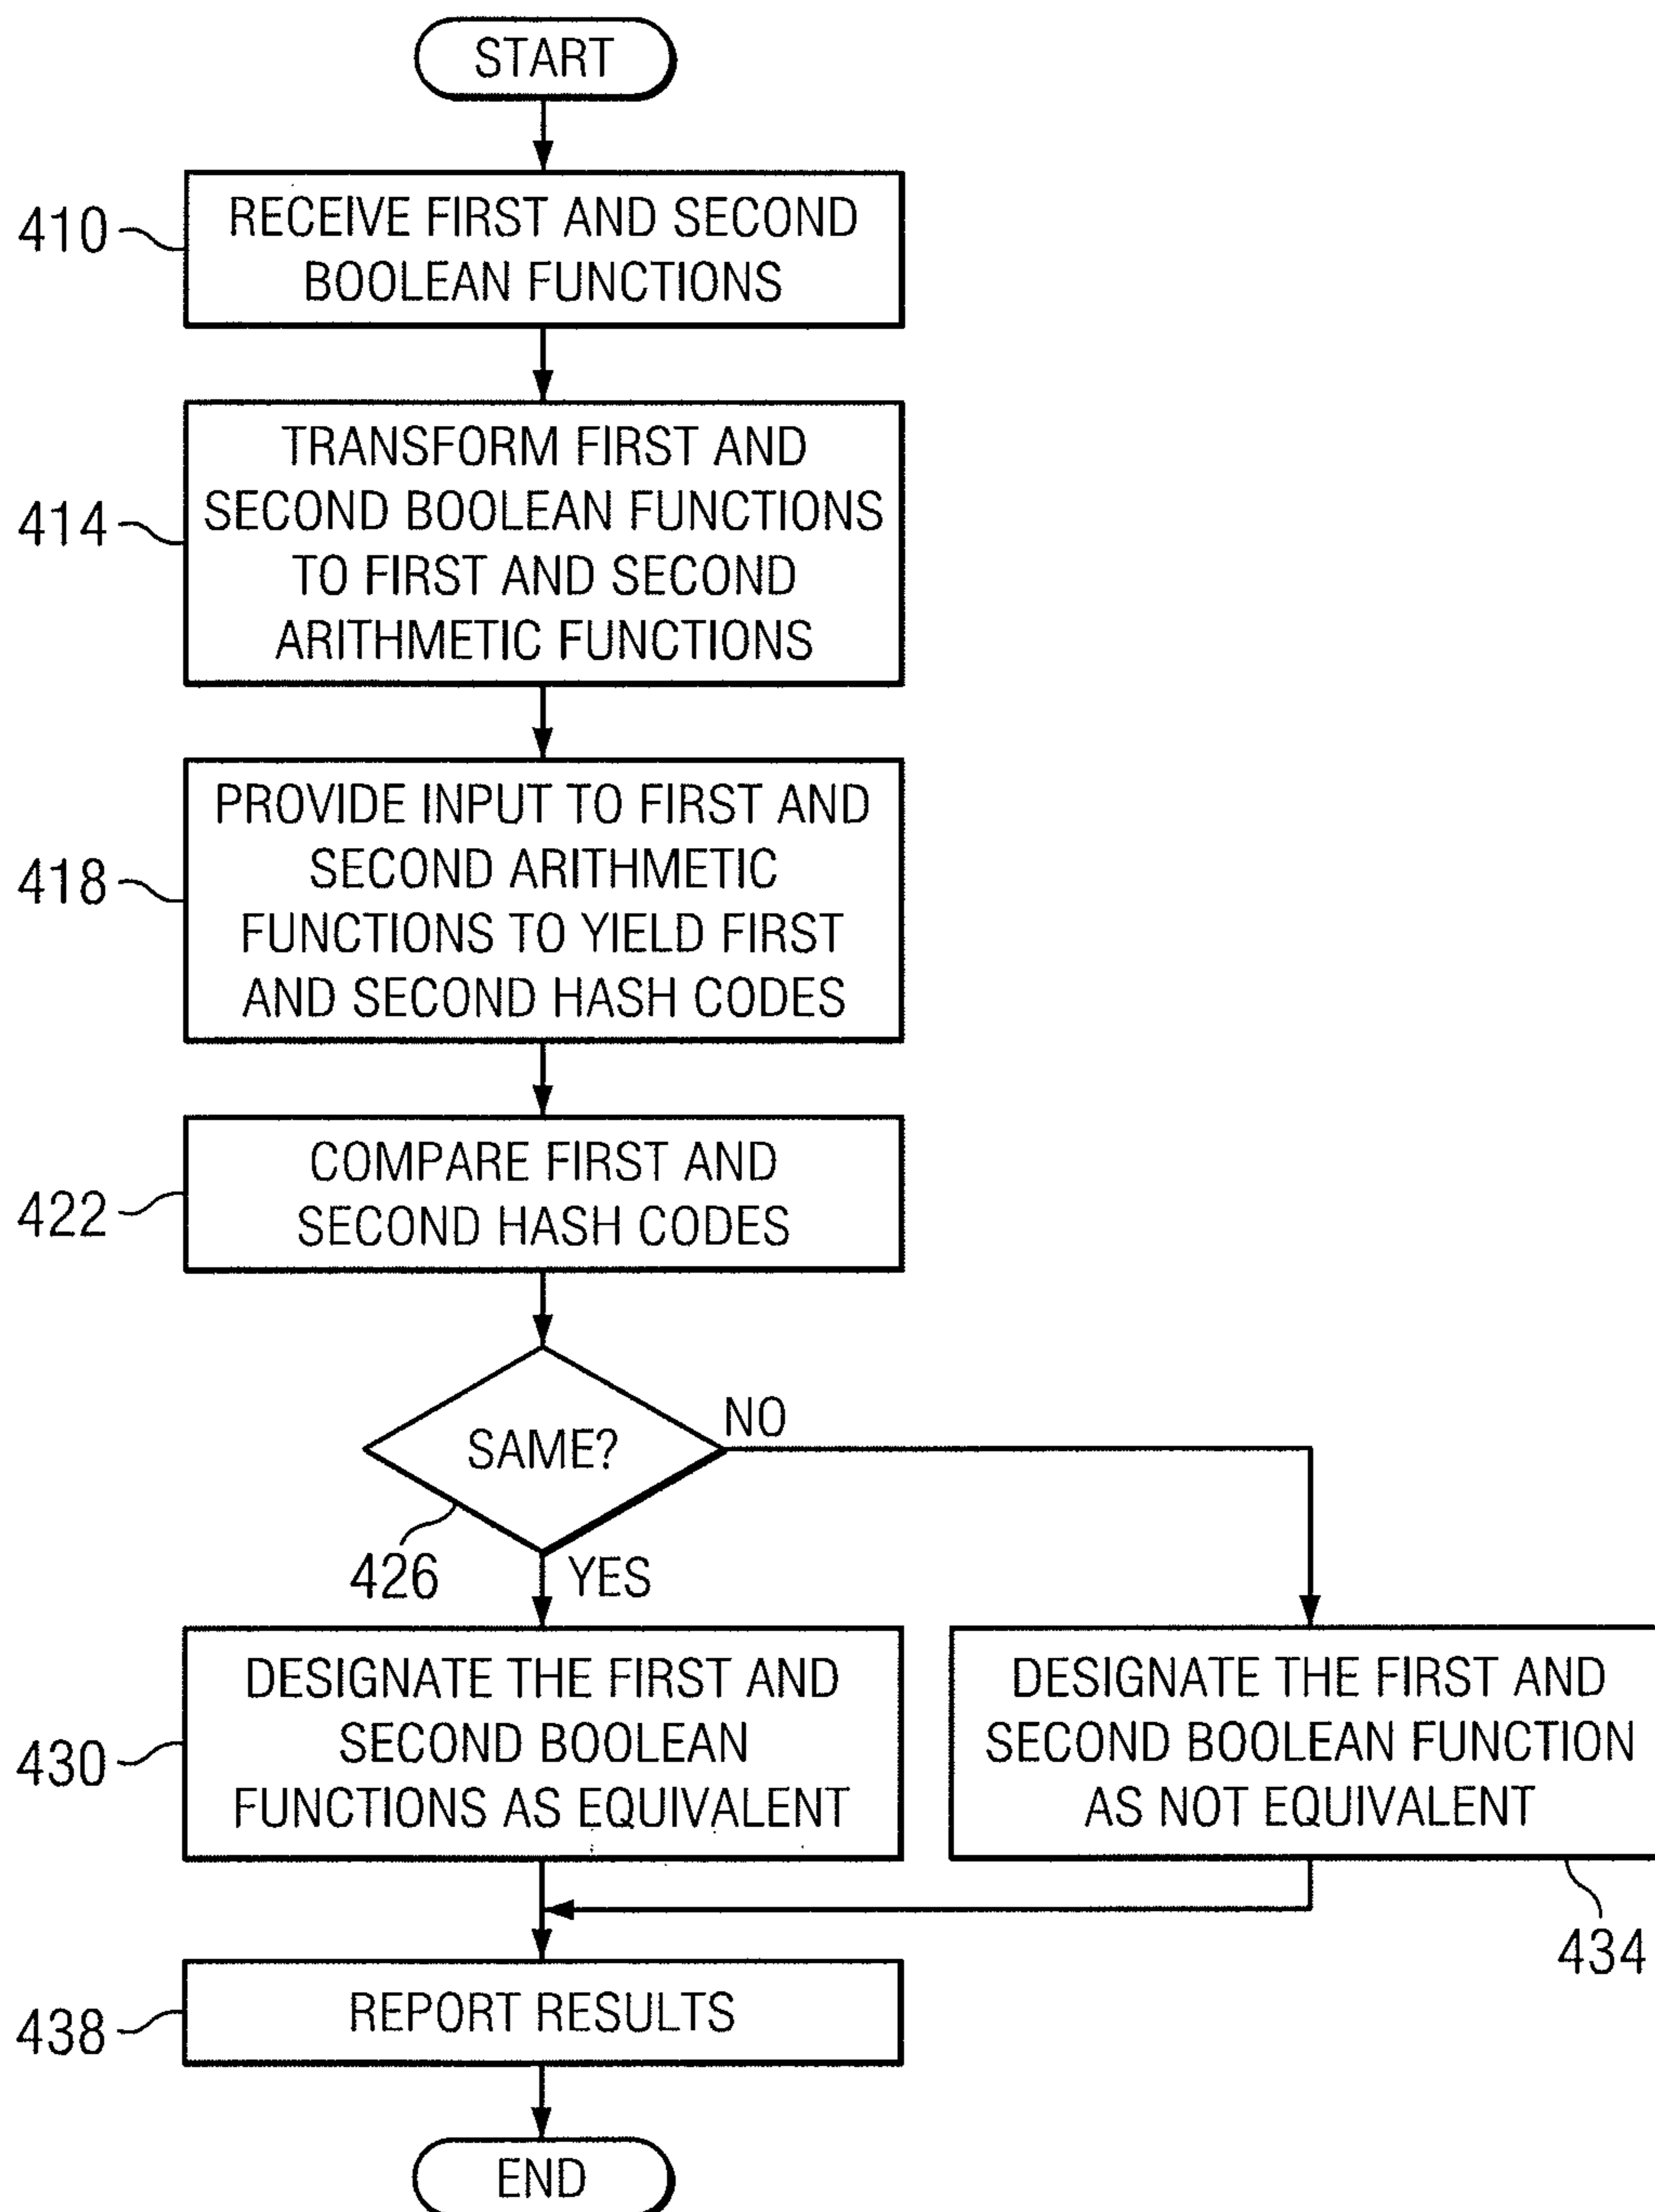 START
410
RECEIVE FIRST AND SECOND
BOOLEAN FUNCTIONS
414
TRANSFORM FIRST AND
SECOND BOOLEAN FUNCTIONS
TO FIRST AND SECOND
ARITHMETIC FUNCTIONS
418
PROVIDE INPUT TO FIRST AND
SECOND ARITHMETIC
FUNCTIONS TO YIELD FIRST
AND SECOND HASH CODES
422
COMPARE FIRST AND
SECOND HASH CODES
SAME?
NO
426
YES
430
DESIGNATE THE FIRST AND
SECOND BOOLEAN
FUNCTIONS AS EQUIVALENT
DESIGNATE THE FIRST AND
SECOND BOOLEAN FUNCTION
AS NOT EQUIVALENT
434
438
REPORT RESULTS
END